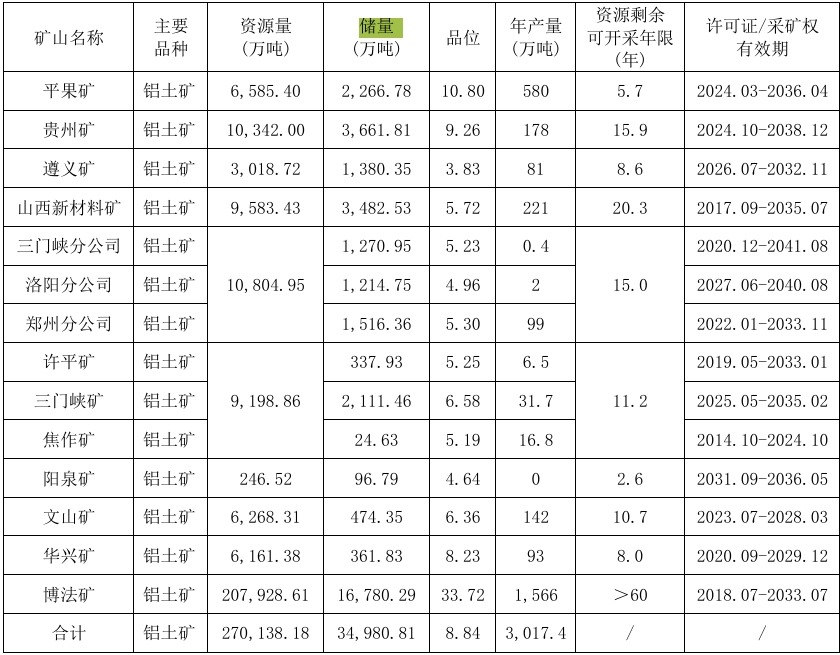 矿山名称 主要品种 资源量(万吨) 储量(万吨) 品位 年产量(万吨) 资源剩余可开采年限(年) 许可证/采矿权有效期
平果矿 铝土矿 6,585.40 2,266.78 10.80 580 5.7 2024.03-2036.04
贵州矿 铝土矿 10,342.00 3,661.81 9.26 178 15.9 2024.10-2038.12
遵义矿 铝土矿 3,018.72 1,380.35 3.83 81 8.6 2026.07-2032.11
山西新材料矿 铝土矿 9,583.43 3,482.53 5.72 221 20.3 2017.09-2035.07
三门峡分公司 铝土矿 1,270.95 5.23 0.4 2020.12-2041.08
洛阳分公司 铝土矿 10,804.95 1,214.75 4.96 2 15.0 2027.06-2040.08
郑州分公司 铝土矿 1,516.36 5.30 99 2022.01-2033.11
许平矿 铝土矿 337.93 5.25 6.5 2019.05-2033.01
三门峡矿 铝土矿 9,198.86 2,111.46 6.58 31.7 11.2 2025.05-2035.02
焦作矿 铝土矿 24.63 5.19 16.8 2014.10-2024.10
阳泉矿 铝土矿 246.52 96.79 4.64 0 2.6 2031.09-2036.05
文山矿 铝土矿 6,268.31 474.35 6.36 142 10.7 2023.07-2028.03
华兴矿 铝土矿 6,161.38 361.83 8.23 93 8.0 2020.09-2029.12
博法矿 铝土矿 207,928.61 16,780.29 33.72 1,566 ＞60 2018.07-2033.07
合计 铝土矿 270,138.18 34,980.81 8.84 3,017.4 / /